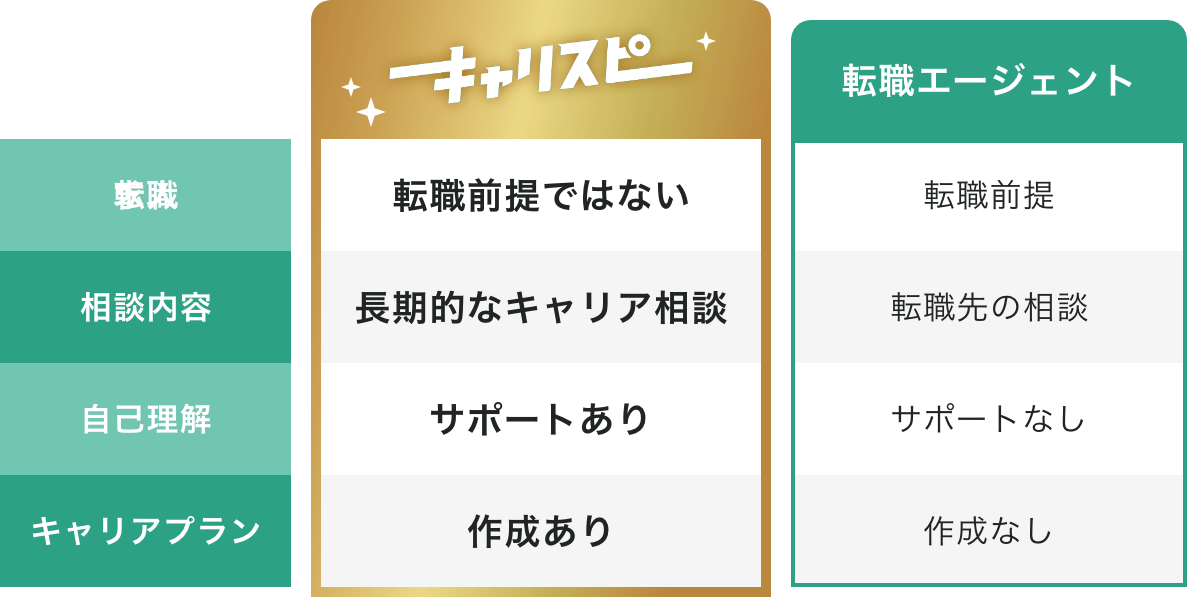 キャリスピー
転職エージェント
転職前提ではない
転職前提
相談内容
長期的なキャリア相談
転職先の相談
自己理解
サポートあり
サポートなし
キャリアプラン
作成あり
作成なし